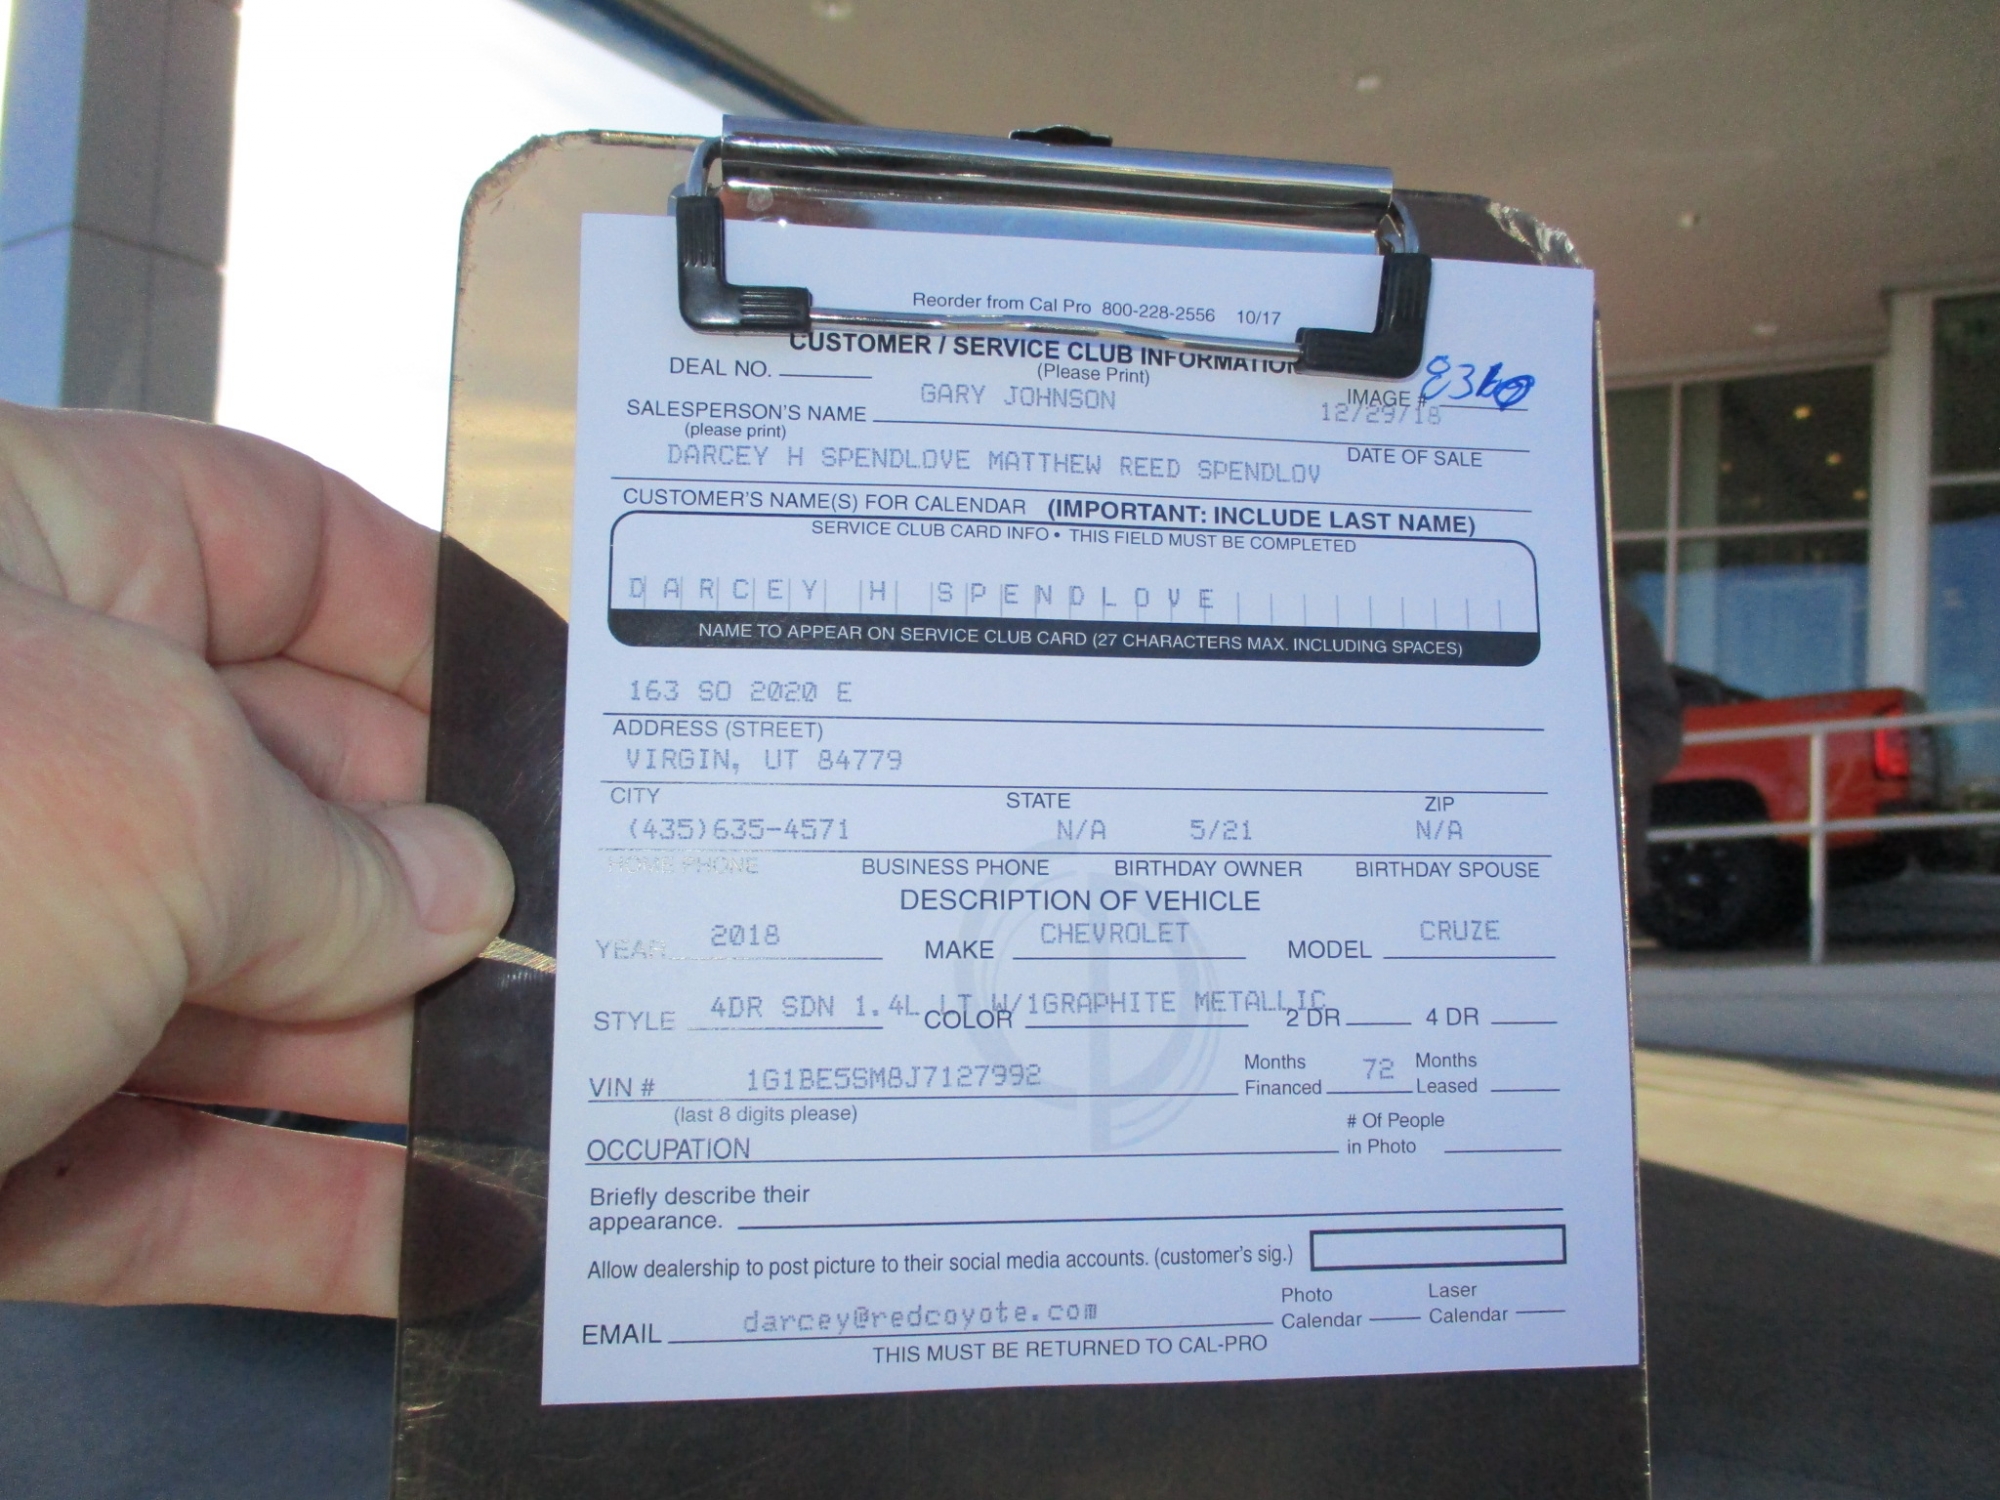 Reorder from Cal Pro 800-228-2556 10/17
CUSTOMER / SERVICE CLUB INFORMATION
DEAL NO.
(Please Print)
IMAGE #
GARY JOHNSON
12/29/18
SALESPERSON'S NAME
(please print)
DATE OF SALE
DARCEY H SPENDLOVE MATTHEW REED SPENDLOV
CUSTOMER'S NAME(S) FOR CALENDAR (IMPORTANT: INCLUDE LAST NAME)
SERVICE CLUB CARD INFO • THIS FIELD MUST BE COMPLETED
DARCEY H SPENDLOVE
NAME TO APPEAR ON SERVICE CLUB CARD (27 CHARACTERS MAX. INCLUDING SPACES)
163 SO 2020 E
ADDRESS (STREET)
VIRGIN, UT 84779
CITY STATE ZIP
(435)635-4571 N/A 5/21 N/A
HOME PHONE BUSINESS PHONE BIRTHDAY OWNER BIRTHDAY SPOUSE
DESCRIPTION OF VEHICLE
YEAR 2018 MAKE CHEVROLET MODEL CRUZE
STYLE 4DR SDN 1.4L LT W/1GRAPHITE METALLIC
COLOR 2 DR 4 DR
VIN # 1G1BE5SM8J7127992 Months Financed 72 Months Leased
(last 8 digits please)
OCCUPATION # Of People in Photo
Briefly describe their
appearance.
Allow dealership to post picture to their social media accounts. (customer's sig.)
EMAIL darcey@redcoyote.com Photo Calendar Laser Calendar
THIS MUST BE RETURNED TO CAL-PRO